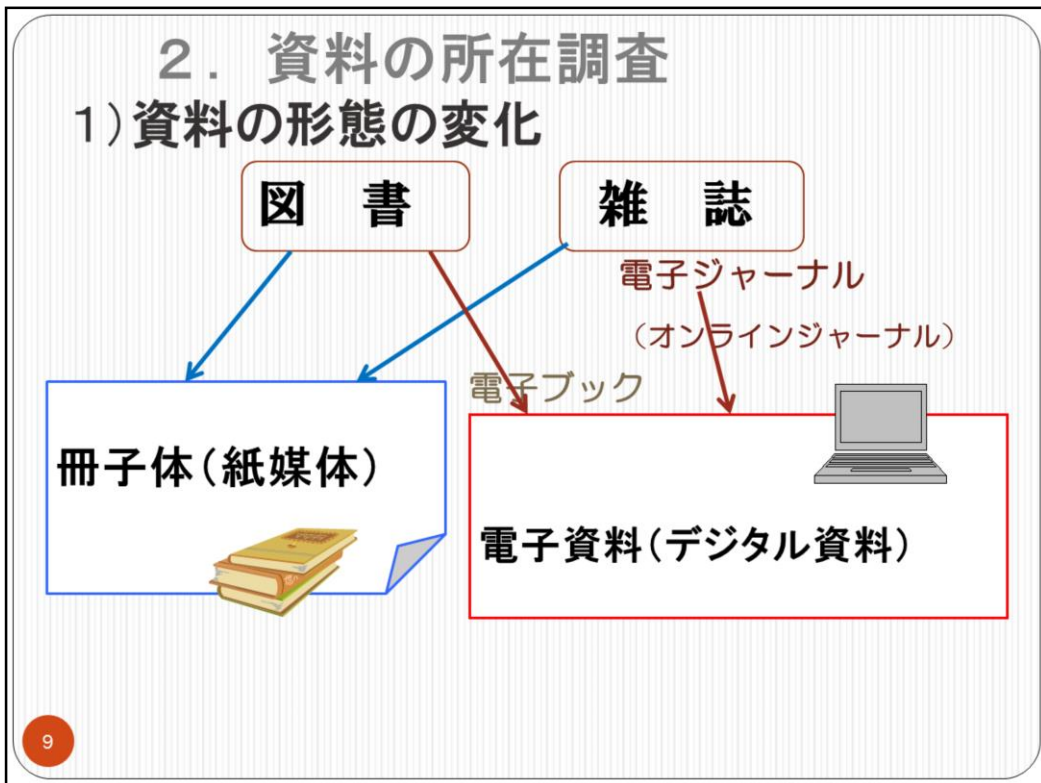 ２．資料の所在調査
１）資料の形態の変化
図　書
雑　誌
電子ジャーナル
（オンラインジャーナル）
電子ブック
冊子体（紙媒体）
電子資料（デジタル資料）
9